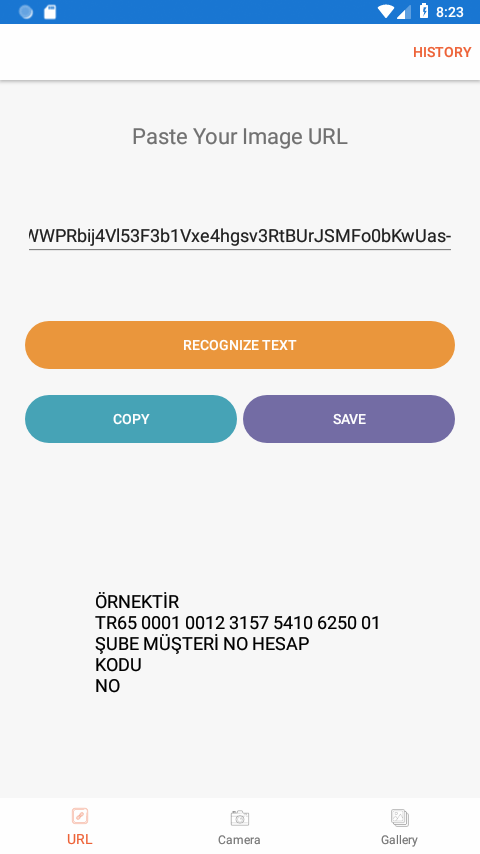 8:23
HISTORY
Paste Your Image URL
WPRbij4Vl53F3b1Vxe4hgsv3RtBUrJSMFo0bKwUas-
RECOGNIZE TEXT
COPY SAVE
ÖRNEKTİR
TR65 0001 0012 3157 5410 6250 01
ŞUBE MÜŞTERİ NO HESAP
KODU
NO
URL Camera Gallery